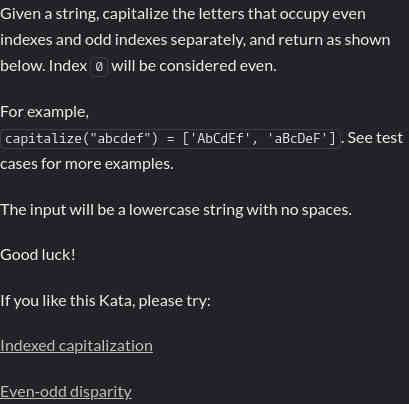 Given a string, capitalize the letters that occupy even
indexes and odd indexes separately, and return as shown
below. Index 0 will be considered even.
For example,
capitalize("abcdef") = ['AbCdEf', 'aBcDeF']. See test
cases for more examples.
The input will be a lowercase string with no spaces.
Good luck!
If you like this Kata, please try:
Indexed capitalization
Even-odd disparity